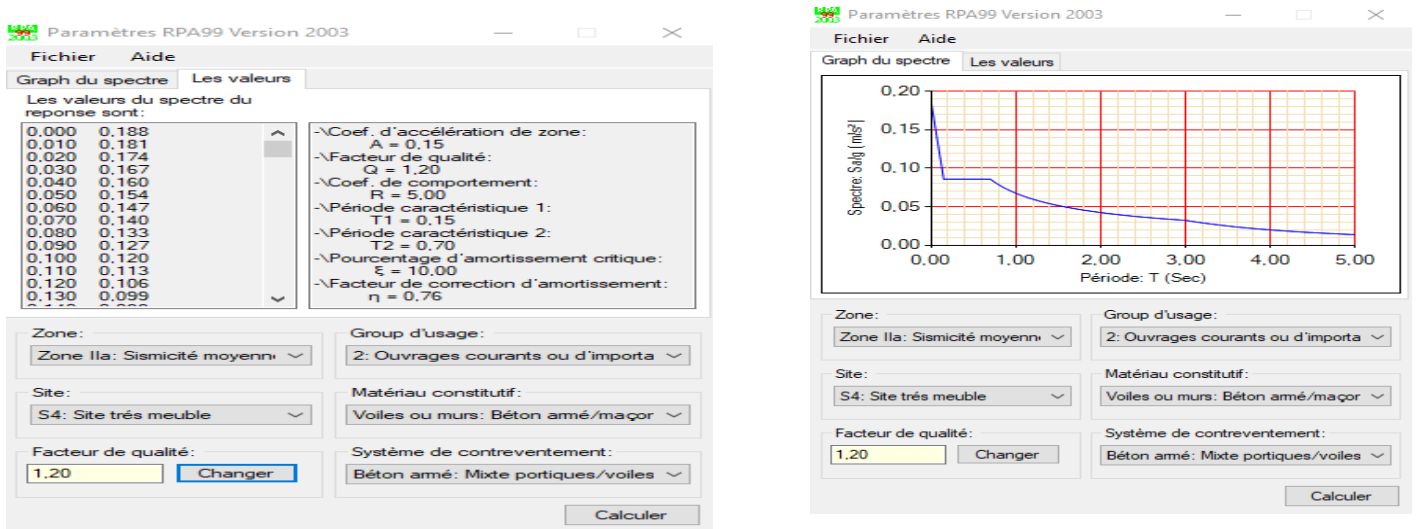 Paramètres RPA99 Version 2003
Fichier Aide
Graph du spectre Les valeurs
Les valeurs du spectre du
reponse sont:
0,000 0,188
0,010 0,181
0,020 0,174
0,030 0,167
0,040 0,160
0,050 0,154
0,060 0,147
0,070 0,140
0,080 0,133
0,090 0,127
0,100 0,120
0,110 0,113
0,120 0,106
0,130 0,099
-\Coef. d'accélération de zone:
A = 0,15
-\Facteur de qualité:
Q = 1,20
-\Coef. de comportement:
R = 5,00
-\Période caractéristique 1:
T1 = 0,15
-\Période caractéristique 2:
T2 = 0,70
-\Pourcentage d'amortissement critique:
ξ = 10,00
-\Facteur de correction d'amortissement:
η = 0,76
Zone:
Zone IIa: Sismicité moyenn
Group d'usage:
2: Ouvrages courants ou d'importa
Site:
S4: Site trés meuble
Matériau constitutif:
Voiles ou murs: Béton armé/maçor
Facteur de qualité:
1,20 Changer
Système de contreventement:
Béton armé: Mixte portiques/voiles
Calculer
Paramètres RPA99 Version 2003
Fichier Aide
Graph du spectre Les valeurs
Spectre: Sa/g (m/s²)
0,20
0,15
0,10
0,05
0,00
0,00 1,00 2,00 3,00 4,00 5,00
Période: T (Sec)
Zone:
Zone IIa: Sismicité moyenn
Group d'usage:
2: Ouvrages courants ou d'importa
Site:
S4: Site trés meuble
Matériau constitutif:
Voiles ou murs: Béton armé/maçor
Facteur de qualité:
1,20 Changer
Système de contreventement:
Béton armé: Mixte portiques/voiles
Calculer